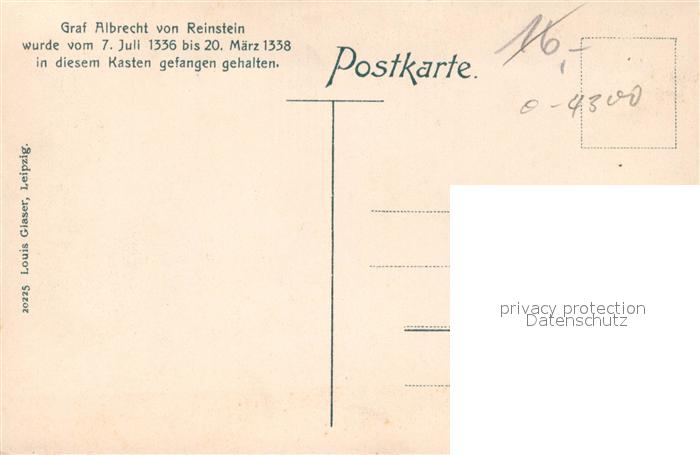 Graf Albrecht von Reinstein
wurde vom 7. Juli 1336 bis 20. März 1338
in diesem Kasten gefangen gehalten.
Postkarte.
16,-
0-4300
20225 Louis Glaser, Leipzig.
privacy protection
Datenschutz